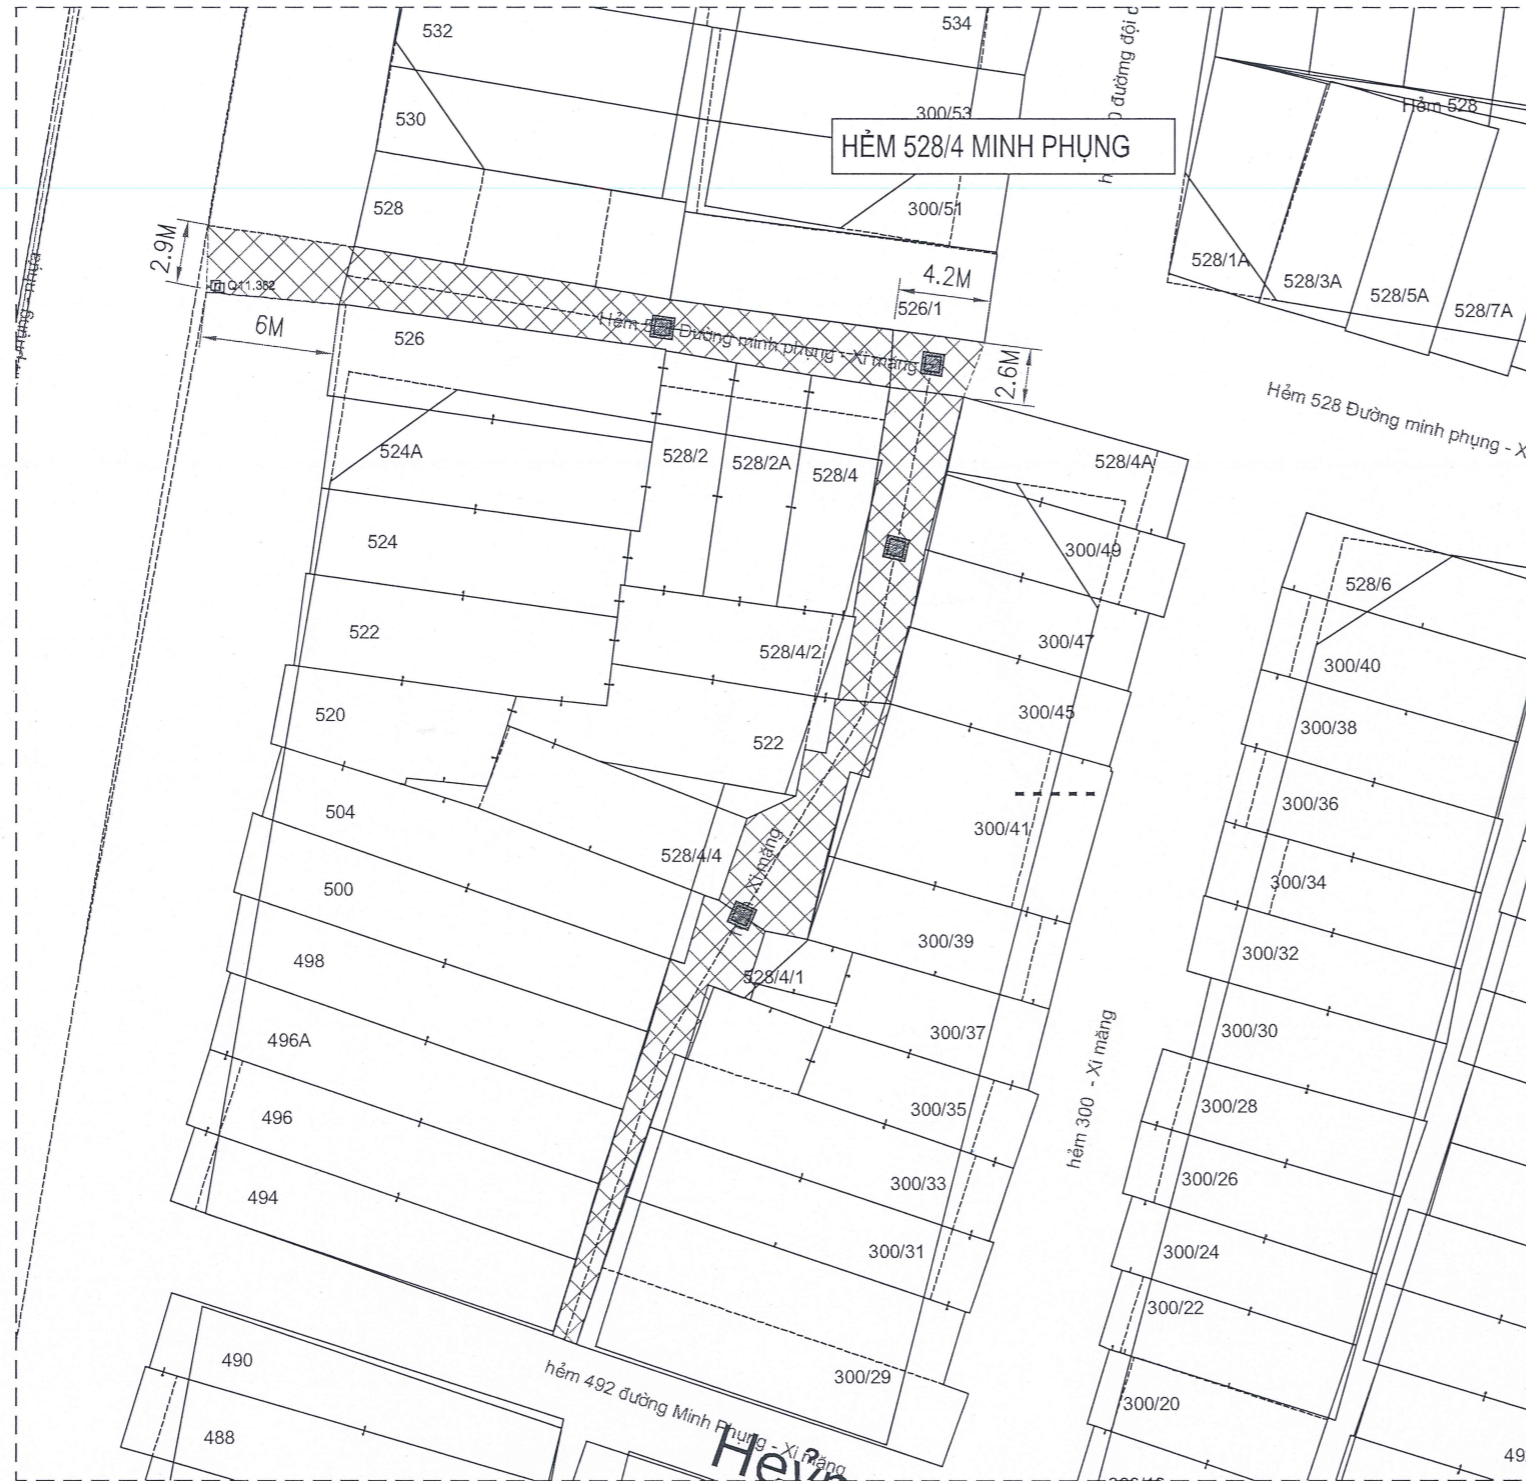 532
534
530
300/53
Hẻm 528
HẺM 528/4 MINH PHỤNG
528
300/51
2.9M
528/1A
528/3A
528/5A
528/7A
4.2M
526/1
Q11.362
6M
526
Đường minh phụng - Xi măng
2.6M
Hẻm 528 Đường minh phụng - X
524A
528/2
528/2A
528/4
528/4A
524
300/49
528/6
522
528/4/2
300/47
300/40
520
522
300/45
300/38
504
528/4/4
Xi măng
300/41
300/36
500
300/34
300/39
498
528/4/1
300/32
496A
300/37
300/30
hẻm 300 - Xi măng
496
300/35
300/28
494
300/33
300/26
300/31
300/24
300/22
490
hẻm 492 đường Minh Phụng - Xi măng
300/29
300/20
488
Hẻm
49